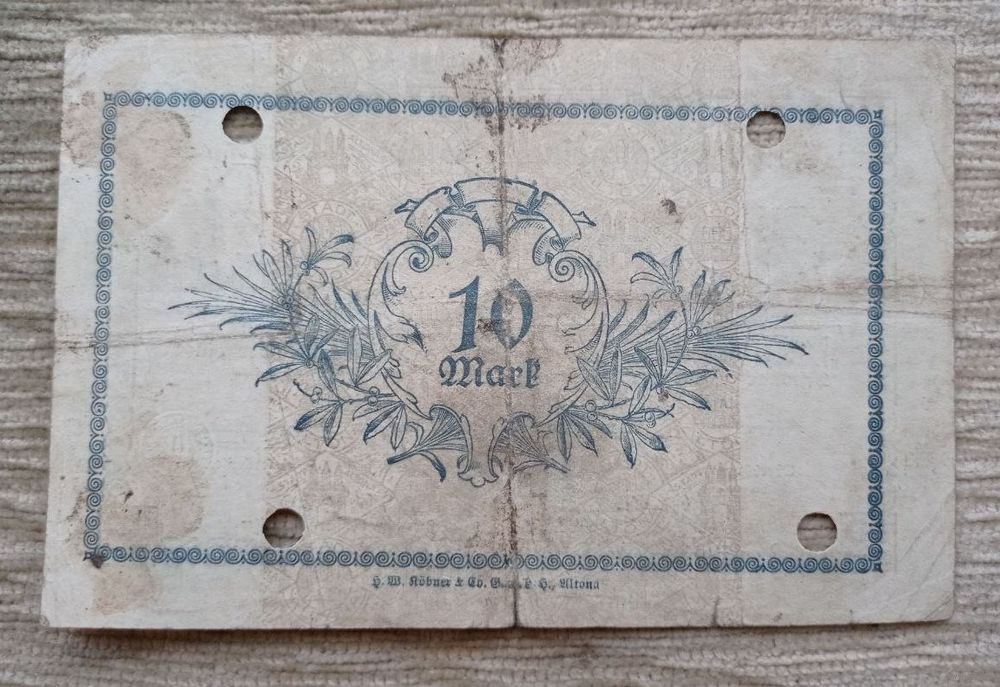 10
Mark
H. W. Köbner & Co. G. H., Altona